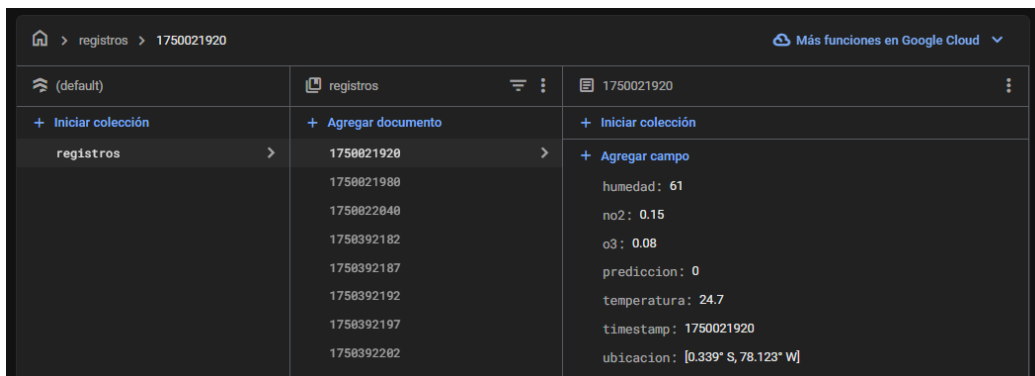 registros > 1750021920
Más funciones en Google Cloud
(default)
registros
1750021920
+ Iniciar colección
+ Agregar documento
+ Iniciar colección
registros
1750021920
1750021980
1750022040
1750392182
1750392187
1750392192
1750392197
1750392202
+ Agregar campo
humedad: 61
no2: 0.15
o3: 0.08
prediccion: 0
temperatura: 24.7
timestamp: 1750021920
ubicacion: [0.339° S, 78.123° W]